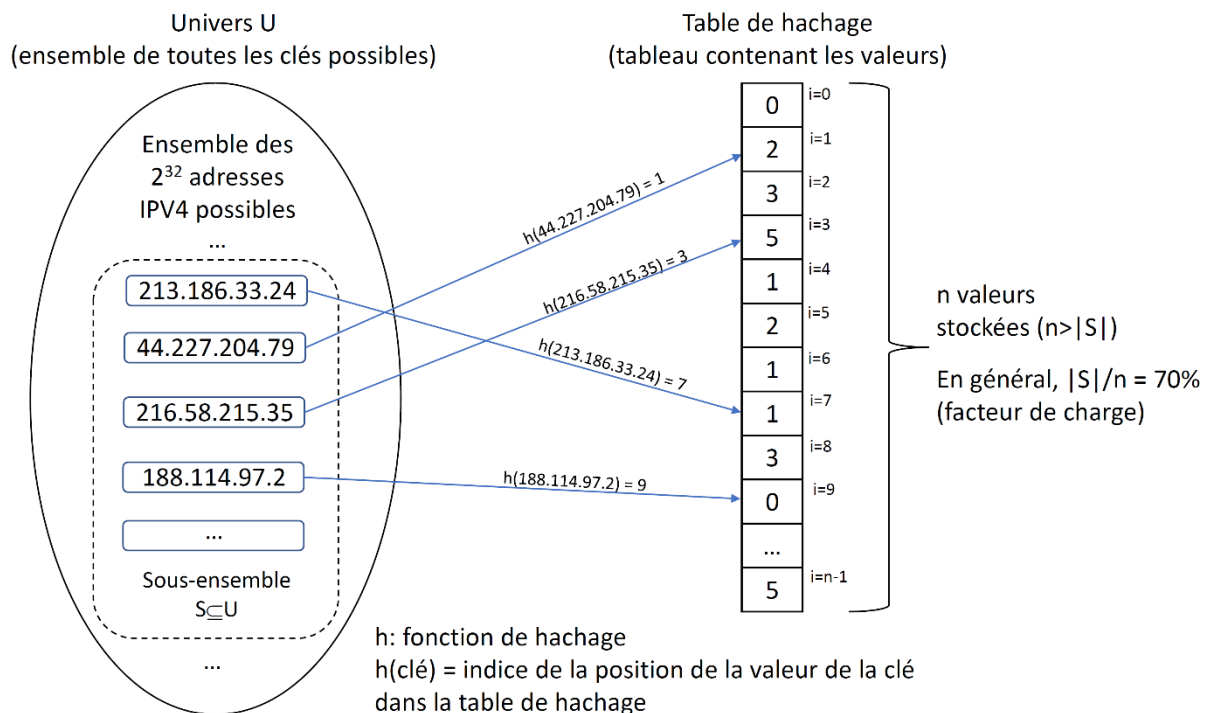 Univers U
(ensemble de toutes les clés possibles)
Ensemble des
2³² adresses
IPV4 possibles
...
213.186.33.24
44.227.204.79
216.58.215.35
188.114.97.2
...
Sous-ensemble
S⊆U
...
h(44.227.204.79) = 1
h(216.58.215.35) = 3
h(213.186.33.24) = 7
h(188.114.97.2) = 9
Table de hachage
(tableau contenant les valeurs)
0 i=0
2 i=1
3 i=2
5 i=3
1 i=4
2 i=5
1 i=6
1 i=7
3 i=8
0 i=9
...
5 i=n-1
n valeurs
stockées (n>|S|)
En général, |S|/n = 70%
(facteur de charge)
h: fonction de hachage
h(clé) = indice de la position de la valeur de la clé
dans la table de hachage